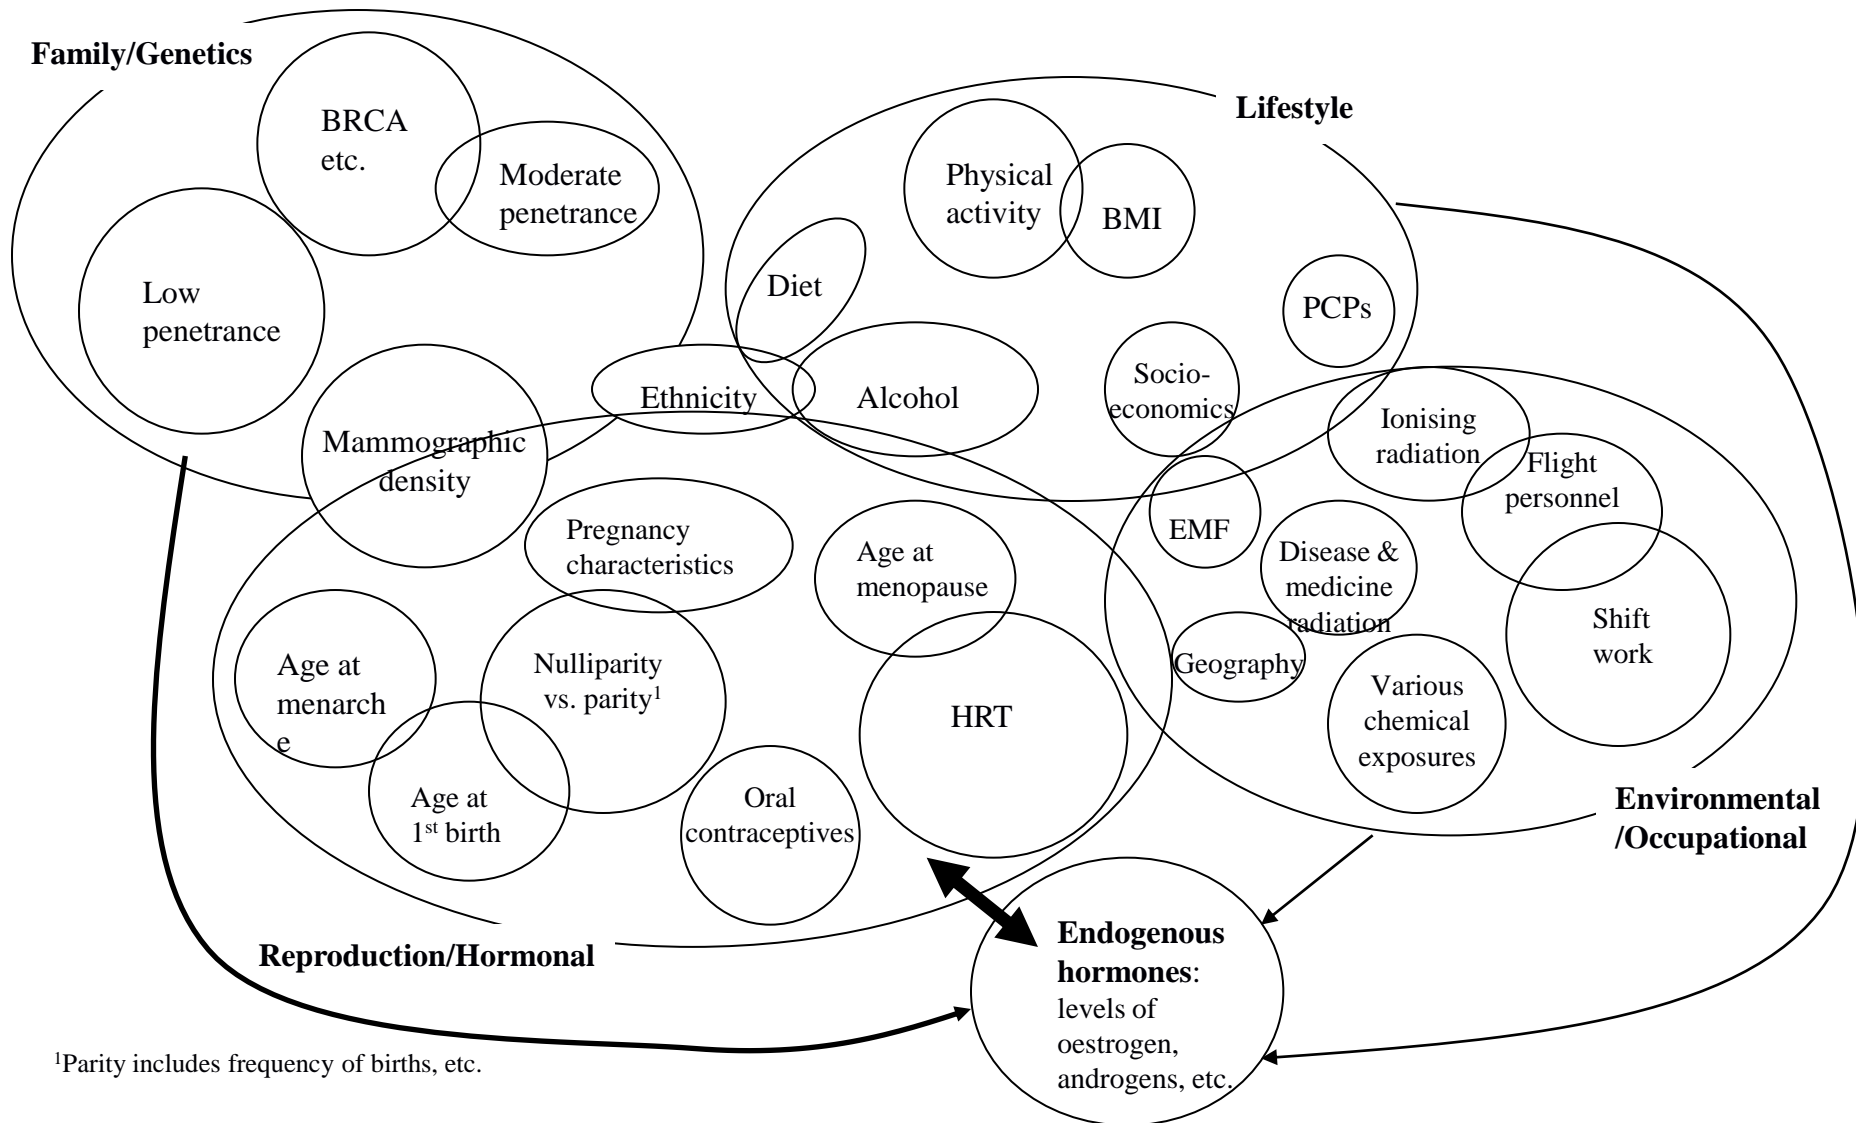 Family/Genetics
BRCA
etc.
Moderate
penetrance
Low
penetrance
Mammographic
density
Lifestyle
Physical
activity
BMI
Diet
PCPs
Ethnicity
Alcohol
Socio-
economics
Ionising
radiation
Flight
personnel
EMF
Disease &
medicine
radiation
Shift
work
Geography
Various
chemical
exposures
Environmental
/Occupational
Pregnancy
characteristics
Age at
menopause
Age at
menarch
e
Nulliparity
vs. parity¹
HRT
Age at
1st birth
Oral
contraceptives
Reproduction/Hormonal
Endogenous
hormones:
levels of
oestrogen,
androgens, etc.
¹Parity includes frequency of births, etc.